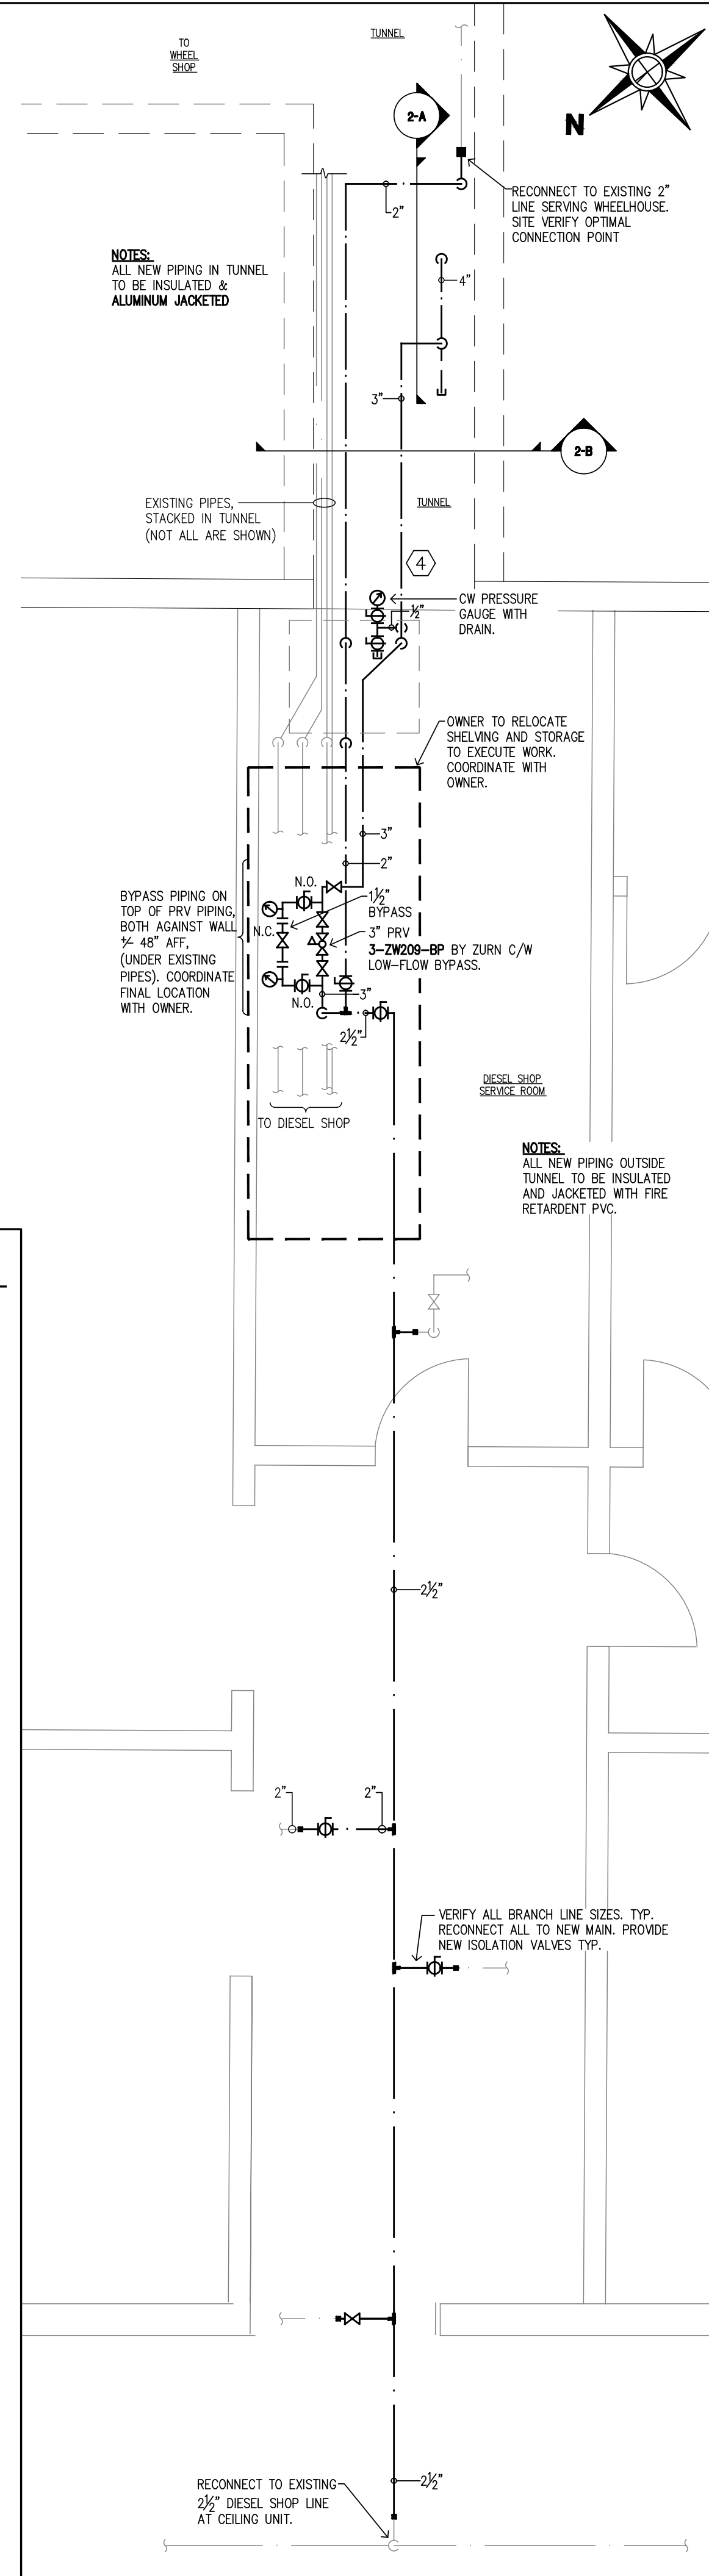 TUNNEL
TO
WHEEL
SHOP
2-A
N
RECONNECT TO EXISTING 2"
LINE SERVING WHEELHOUSE.
SITE VERIFY OPTIMAL
CONNECTION POINT
2"
NOTES:
ALL NEW PIPING IN TUNNEL
TO BE INSULATED &
ALUMINUM JACKETED
4"
3"
2-B
EXISTING PIPES,
STACKED IN TUNNEL
(NOT ALL ARE SHOWN)
TUNNEL
4
CW PRESSURE
GAUGE WITH
DRAIN.
½"
OWNER TO RELOCATE
SHELVING AND STORAGE
TO EXECUTE WORK.
COORDINATE WITH
OWNER.
3"
2"
BYPASS PIPING ON
TOP OF PRV PIPING,
BOTH AGAINST WALL
+/- 48" AFF,
(UNDER EXISTING
PIPES). COORDINATE
FINAL LOCATION
WITH OWNER.
N.O.
1½"
BYPASS
N.C.
3" PRV
3-ZW209-BP BY ZURN C/W
LOW-FLOW BYPASS.
N.O.
3"
2½"
TO DIESEL SHOP
DIESEL SHOP
SERVICE ROOM
NOTES:
ALL NEW PIPING OUTSIDE
TUNNEL TO BE INSULATED
AND JACKETED WITH FIRE
RETARDENT PVC.
2½"
2"
2"
VERIFY ALL BRANCH LINE SIZES. TYP.
RECONNECT ALL TO NEW MAIN. PROVIDE
NEW ISOLATION VALVES TYP.
2½"
RECONNECT TO EXISTING
2½" DIESEL SHOP LINE
AT CEILING UNIT.